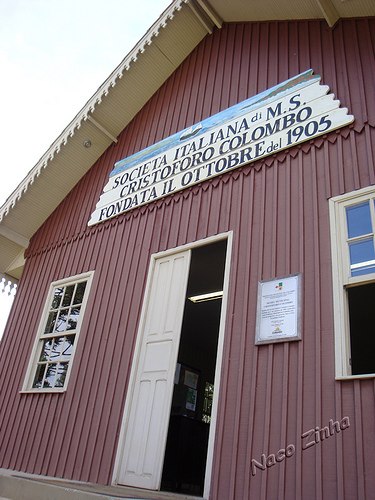 SOCIETA ITALIANA di M.S.
CRISTOFORO COLOMBO
FONDATA IL OTTOBRE del 1905
Naco Zinha